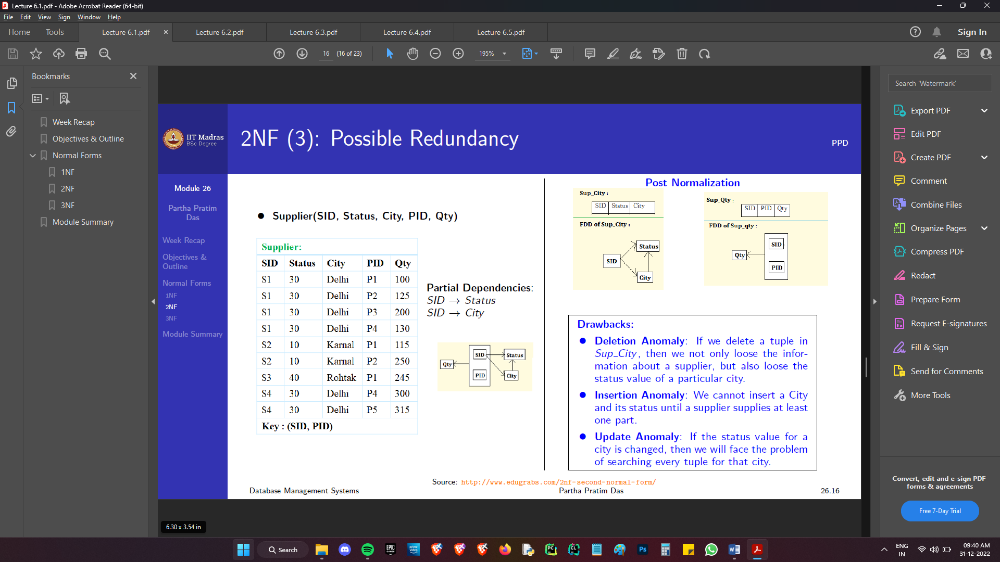 Lecture 6.1.pdf - Adobe Acrobat Reader (64-bit)
File Edit View Sign Window Help
Home Tools Lecture 6.1.pdf Lecture 6.2.pdf Lecture 6.3.pdf Lecture 6.4.pdf Lecture 6.5.pdf Sign In
16 (16 of 23) 195%
Bookmarks
Week Recap
Objectives & Outline
Normal Forms
1NF
2NF
3NF
Module Summary
IIT Madras
BSc Degree
2NF (3): Possible Redundancy
PPD
Module 26
Partha Pratim
Das
Week Recap
Objectives &
Outline
Normal Forms
1NF
2NF
3NF
Module Summary
• Supplier(SID, Status, City, PID, Qty)
Supplier:
SID Status City PID Qty
S1 30 Delhi P1 100
S1 30 Delhi P2 125
S1 30 Delhi P3 200
S1 30 Delhi P4 130
S2 10 Karnal P1 115
S2 10 Karnal P2 250
S3 40 Rohtak P1 245
S4 30 Delhi P4 300
S4 30 Delhi P5 315
Key : (SID, PID)
Partial Dependencies:
SID → Status
SID → City
SID
PID
Qty
Status
City
Post Normalization
Sup_City :
SID Status City
FDD of Sup_City :
SID
Status
City
Sup_Qty :
SID PID Qty
FDD of Sup_qty :
SID
Qty
PID
Drawbacks:
• Deletion Anomaly: If we delete a tuple in
Sup_City, then we not only loose the infor-
mation about a supplier, but also loose the
status value of a particular city.
• Insertion Anomaly: We cannot insert a City
and its status until a supplier supplies at least
one part.
• Update Anomaly: If the status value for a
city is changed, then we will face the problem
of searching every tuple for that city.
Source: http://www.edugrabs.com/2nf-second-normal-form/
Database Management Systems Partha Pratim Das 26.16
6.30 x 3.54 in
Search 'Watermark'
Export PDF
Edit PDF
Create PDF
Comment
Combine Files
Organize Pages
Compress PDF
Redact
Prepare Form
Request E-signatures
Fill & Sign
Send for Comments
More Tools
Convert, edit and e-sign PDF
forms & agreements
Free 7-Day Trial
Search
EPIC
GAMES
prime
video
PC
CL
Ps
W
ENG
IN
09:40 AM
31-12-2022